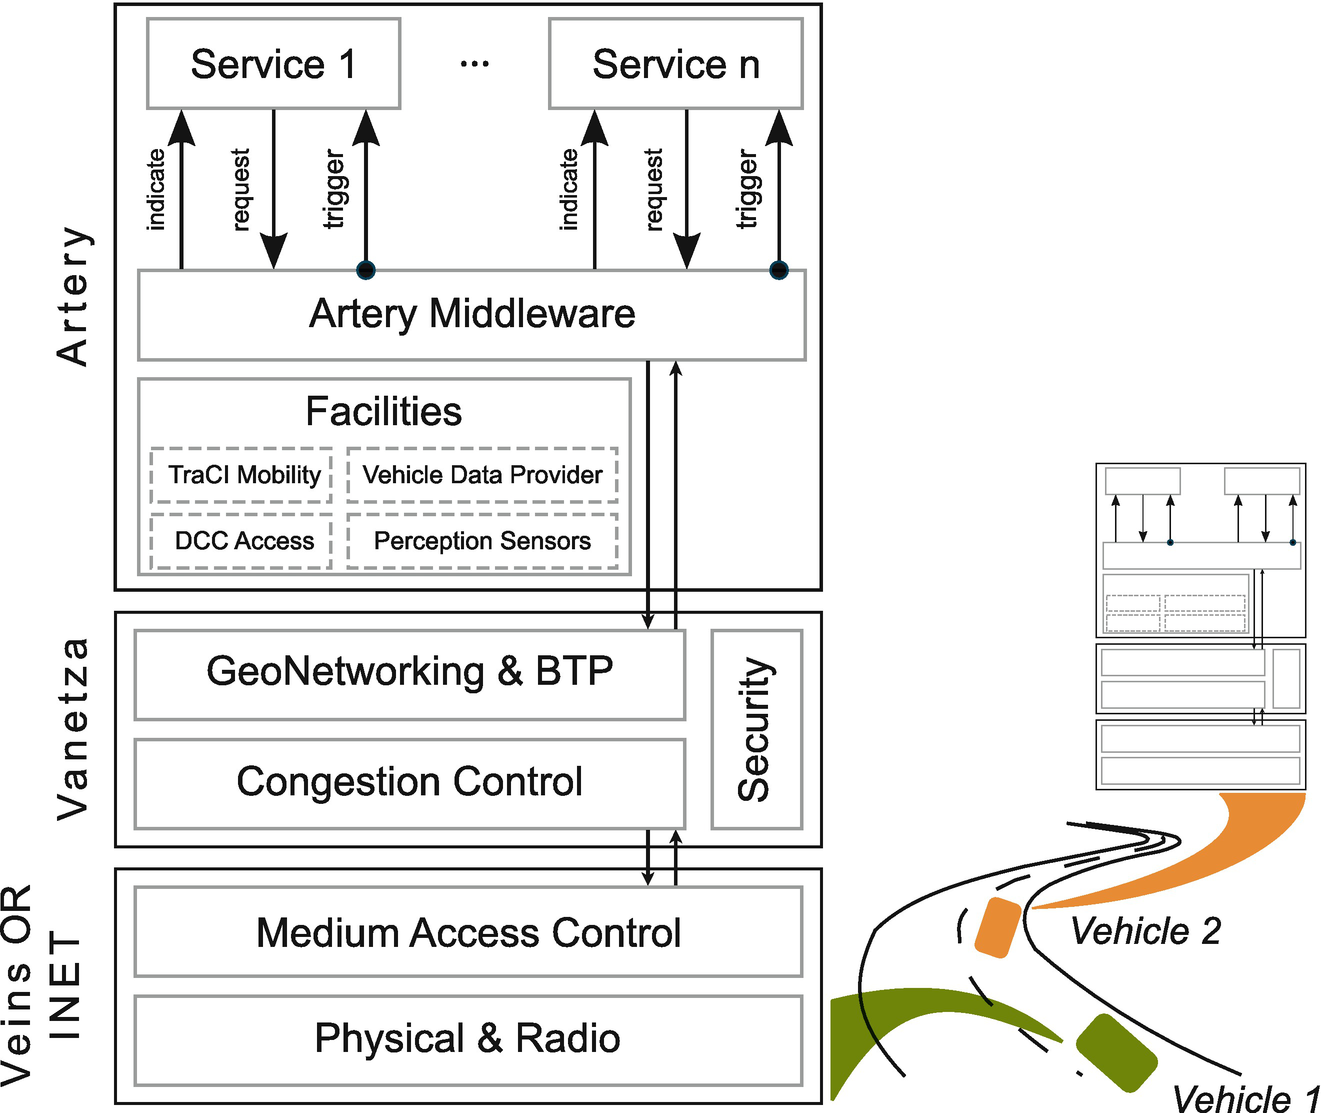 Service 1
...
Service n
indicate
request
trigger
indicate
request
trigger
Artery
Artery Middleware
Facilities
TraCI Mobility
Vehicle Data Provider
DCC Access
Perception Sensors
Vanetza
GeoNetworking & BTP
Congestion Control
Security
Veins OR
INET
Medium Access Control
Physical & Radio
Vehicle 2
Vehicle 1